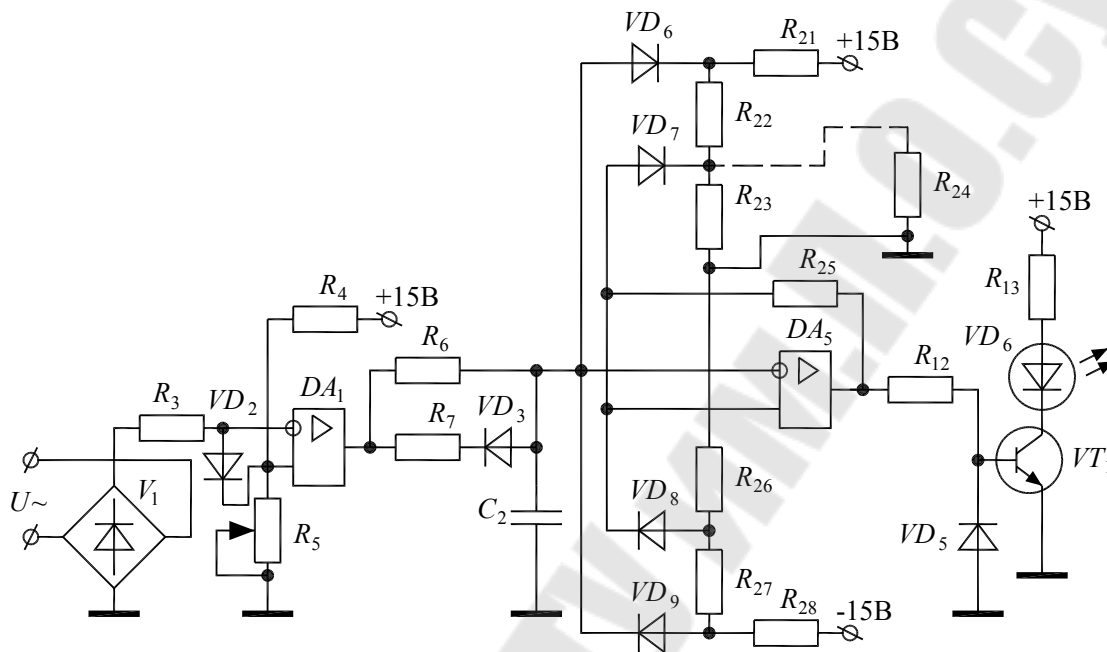 VD6
R21
+15В
R22
VD7
R23
R24
+15В
R25
R4
+15В
R13
DA5
R6
R12
VD6
R3
VD2
DA1
R7
VD3
U~
V1
R5
C2
VD8
R26
VD5
R27
VD9
R28
-15В